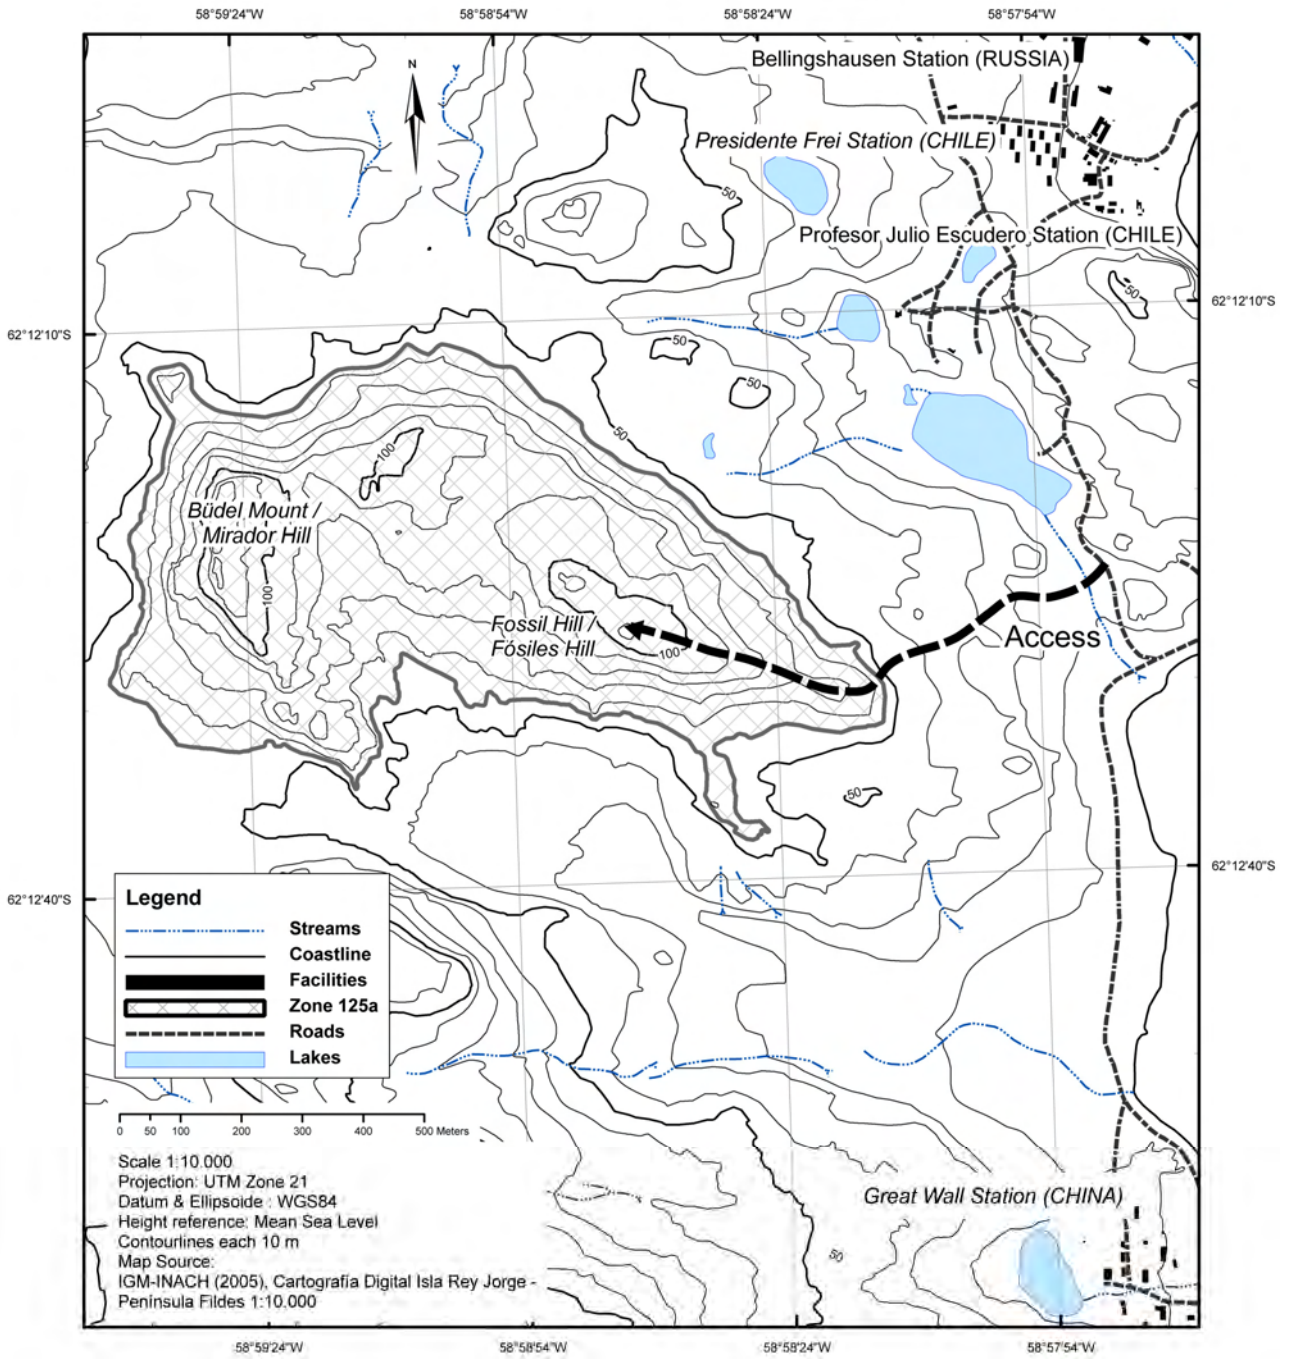 58°59'24"W
58°58'54"W
58°58'24"W
58°57'54"W
Bellingshausen Station (RUSSIA)
N
Presidente Frei Station (CHILE)
50
Profesor Julio Escudero Station (CHILE)
50
62°12'10"S
62°12'10"S
50
50
50
100
Büdel Mount /
Mirador Hill
100
Fossil Hill /
Fósiles Hill
100
Access
50
62°12'40"S
62°12'40"S
Legend
Streams
Coastline
Facilities
Zone 125a
Roads
Lakes
0 50 100 200 300 400 500 Meters
Scale 1:10.000
Projection: UTM Zone 21
Datum & Ellipsoide : WGS84
Height reference: Mean Sea Level
Contourlines each 10 m
Map Source:
IGM-INACH (2005), Cartografía Digital Isla Rey Jorge -
Península Fildes 1:10.000
Great Wall Station (CHINA)
50
58°59'24"W
58°58'54"W
58°58'24"W
58°57'54"W